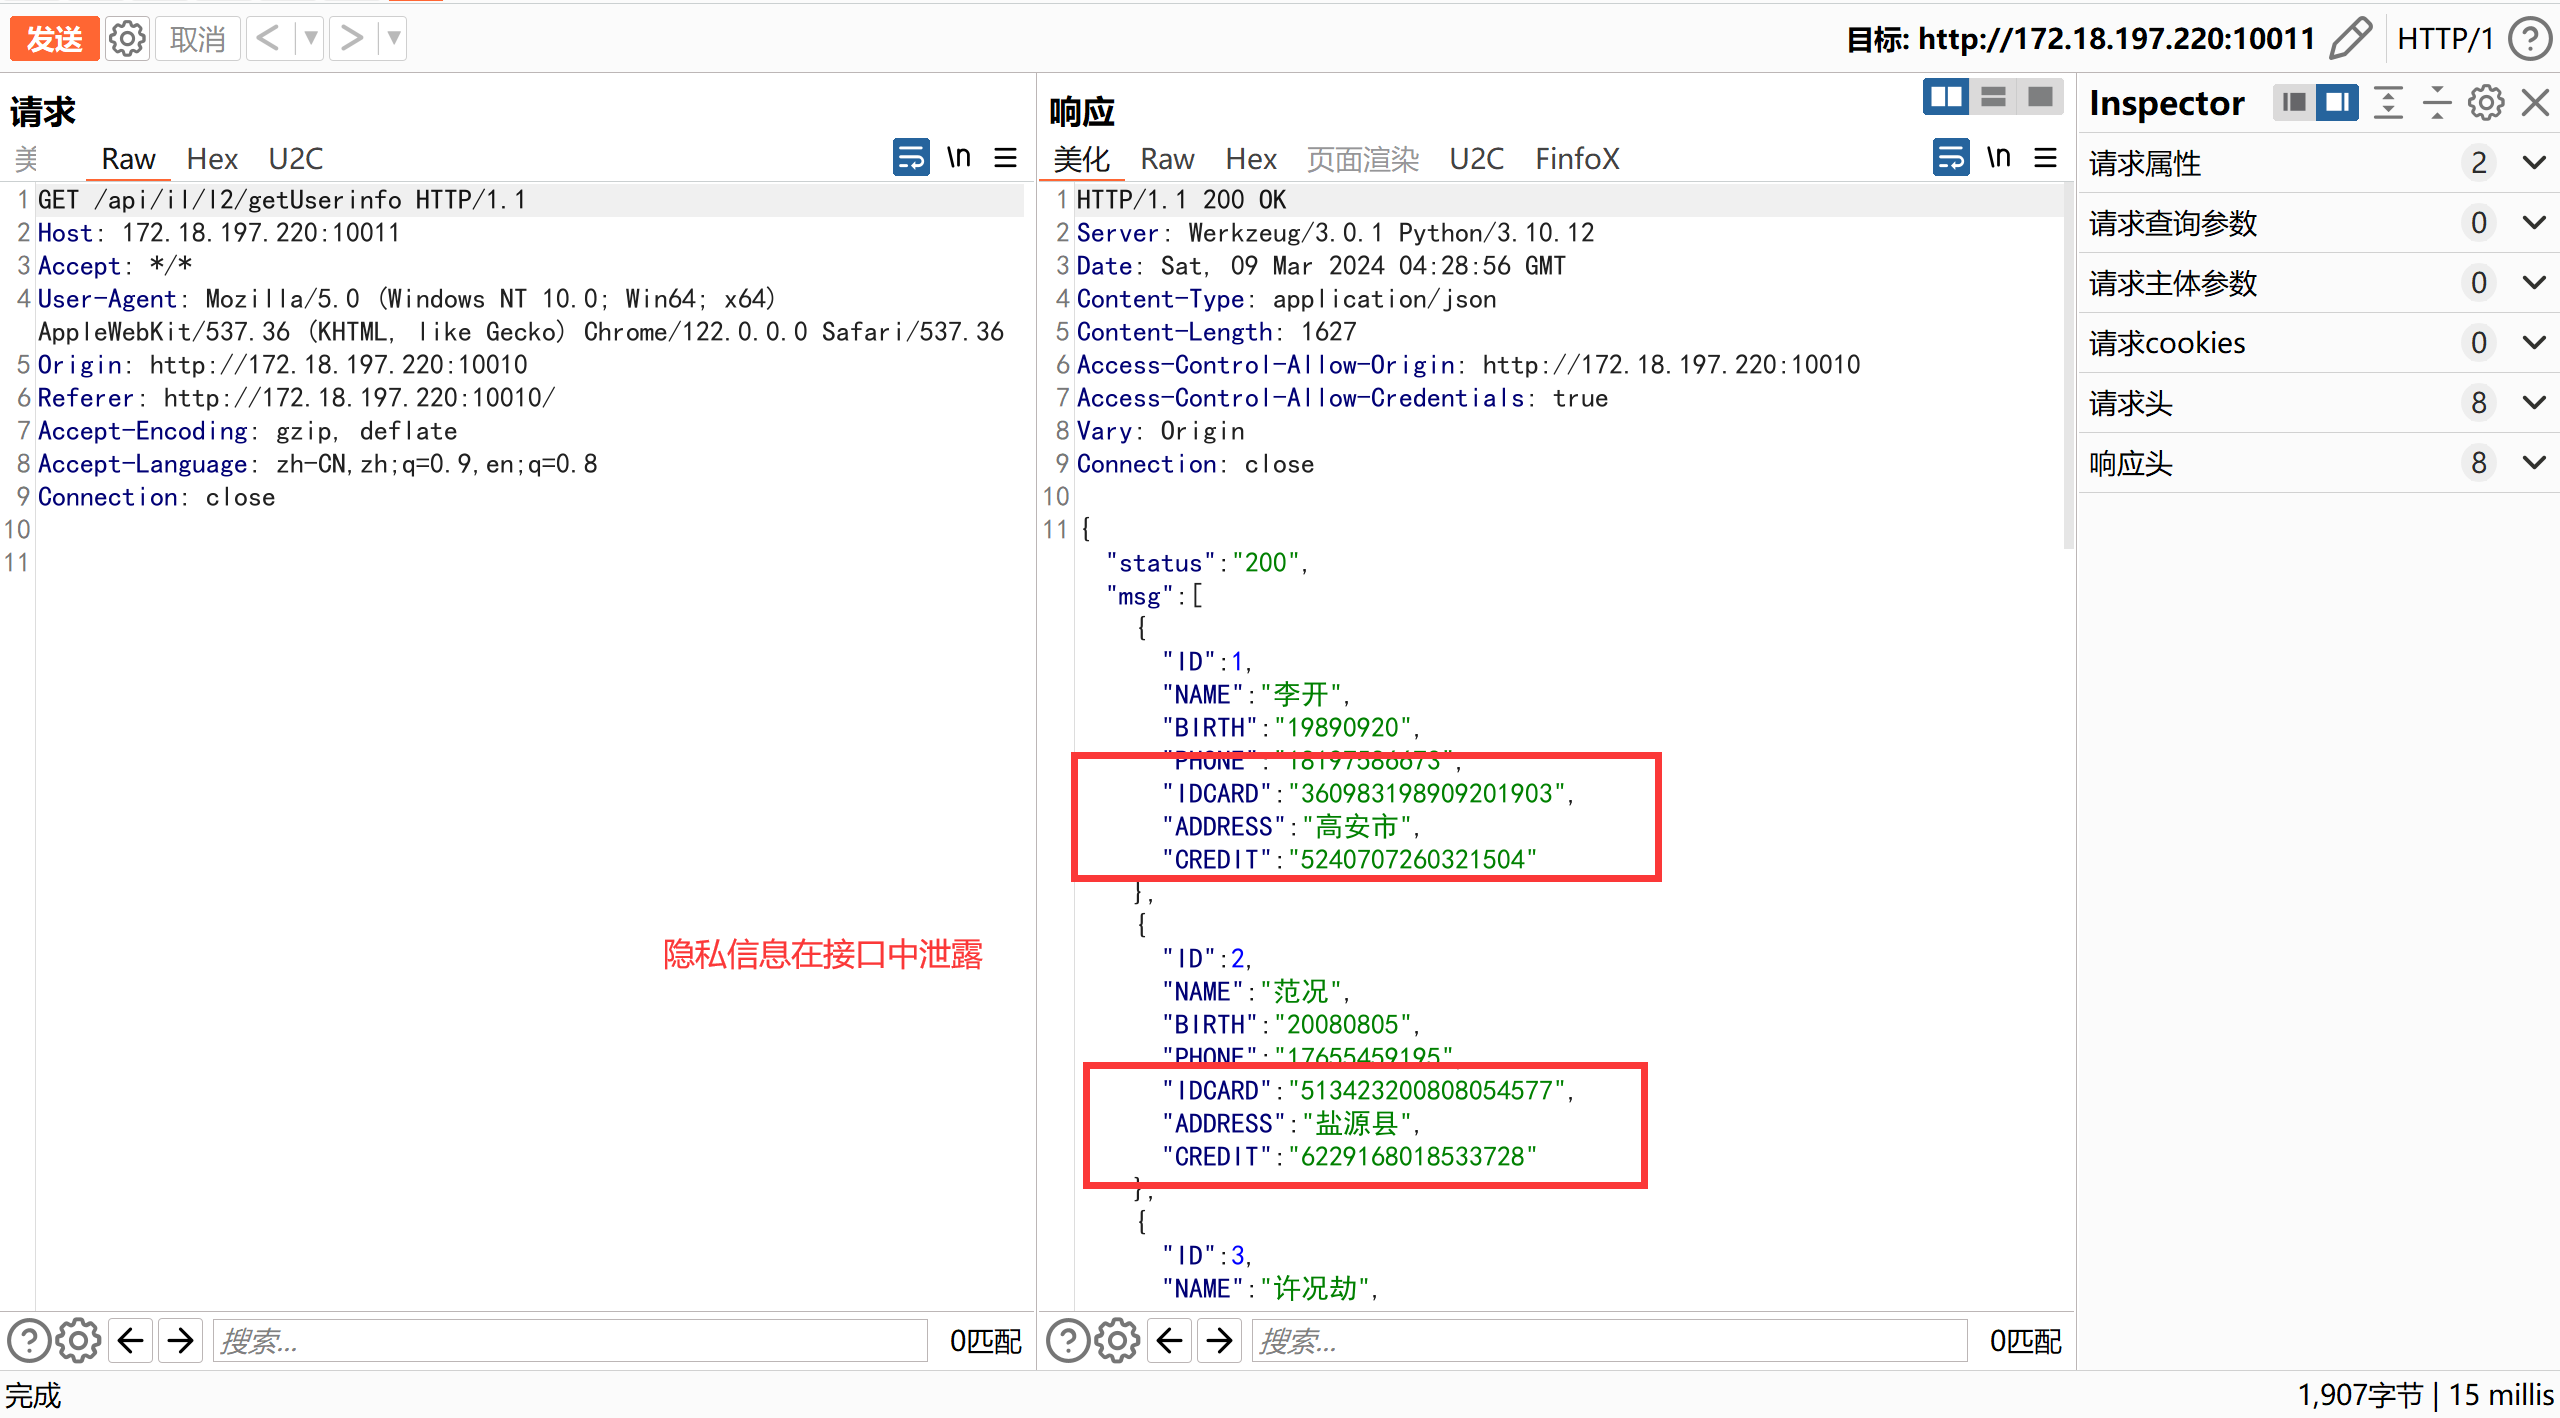 发送
取消
目标: http://172.18.197.220:10011
HTTP/1
请求
Raw
Hex
U2C
\n
1 GET /api/il/l2/getUserinfo HTTP/1.1
2 Host: 172.18.197.220:10011
3 Accept: */*
4 User-Agent: Mozilla/5.0 (Windows NT 10.0; Win64; x64)
AppleWebKit/537.36 (KHTML, like Gecko) Chrome/122.0.0.0 Safari/537.36
5 Origin: http://172.18.197.220:10010
6 Referer: http://172.18.197.220:10010/
7 Accept-Encoding: gzip, deflate
8 Accept-Language: zh-CN,zh;q=0.9,en;q=0.8
9 Connection: close
10
11
隐私信息在接口中泄露
搜索...
0匹配
响应
美化
Raw
Hex
页面渲染
U2C
FinfoX
\n
1 HTTP/1.1 200 OK
2 Server: Werkzeug/3.0.1 Python/3.10.12
3 Date: Sat, 09 Mar 2024 04:28:56 GMT
4 Content-Type: application/json
5 Content-Length: 1627
6 Access-Control-Allow-Origin: http://172.18.197.220:10010
7 Access-Control-Allow-Credentials: true
8 Vary: Origin
9 Connection: close
10
11 {
"status":"200",
"msg":[
{
"ID":1,
"NAME":"李开",
"BIRTH":"19890920",
"PHONE":"18197586673",
"IDCARD":"360983198909201903",
"ADDRESS":"高安市",
"CREDIT":"5240707260321504"
},
{
"ID":2,
"NAME":"范况",
"BIRTH":"20080805",
"PHONE":"17655459195"
"IDCARD":"513423200808054577",
"ADDRESS":"盐源县",
"CREDIT":"6229168018533728"
},
{
"ID":3,
"NAME":"许况劫",
搜索...
0匹配
Inspector
请求属性 2
请求查询参数 0
请求主体参数 0
请求cookies 0
请求头 8
响应头 8
完成
1,907字节 | 15 millis